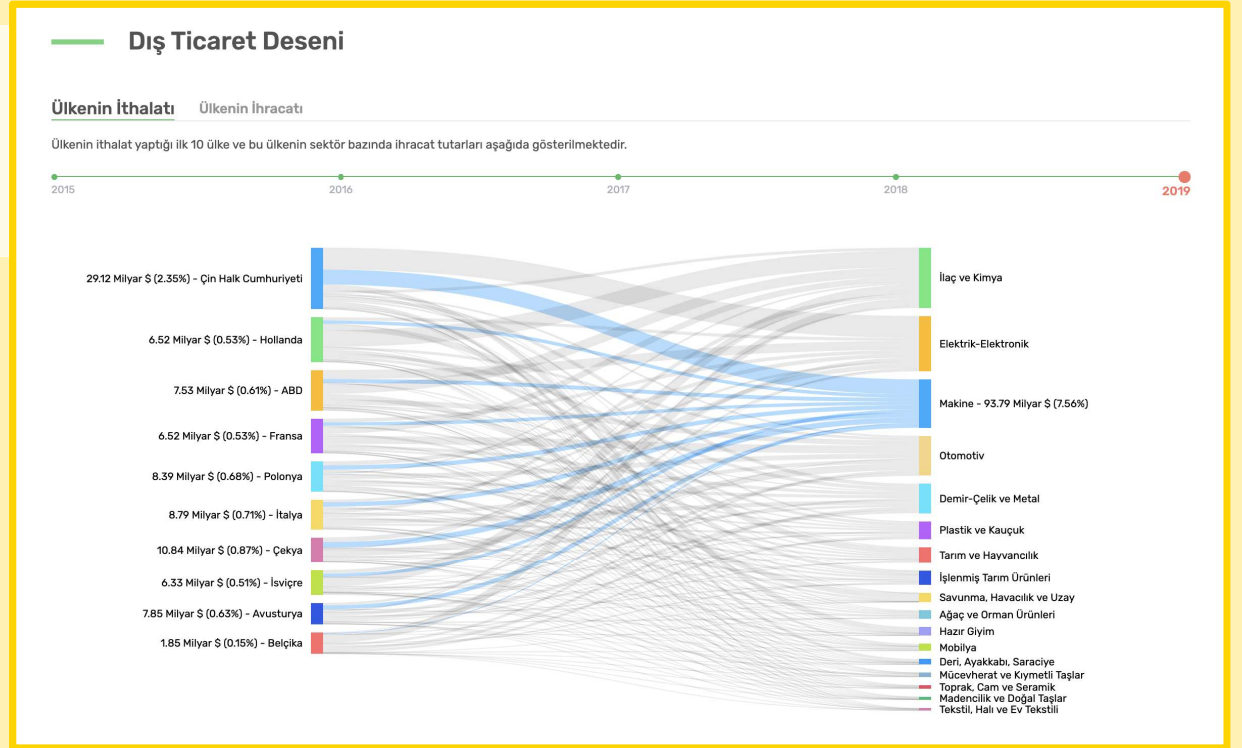 Dış Ticaret Deseni
Ülkenin İthalatı
Ülkenin İhracatı
Ülkenin ithalat yaptığı ilk 10 ülke ve bu ülkenin sektör bazında ihracat tutarları aşağıda gösterilmektedir.
2015
2016
2017
2018
2019
29.12 Milyar $ (2.35%) - Çin Halk Cumhuriyeti
6.52 Milyar $ (0.53%) - Hollanda
7.53 Milyar $ (0.61%) - ABD
6.52 Milyar $ (0.53%) - Fransa
8.39 Milyar $ (0.68%) - Polonya
8.79 Milyar $ (0.71%) - İtalya
10.84 Milyar $ (0.87%) - Çekya
6.33 Milyar $ (0.51%) - İsviçre
7.85 Milyar $ (0.63%) - Avusturya
1.85 Milyar $ (0.15%) - Belçika
İlaç ve Kimya
Elektrik-Elektronik
Makine - 93.79 Milyar $ (7.56%)
Otomotiv
Demir-Çelik ve Metal
Plastik ve Kauçuk
Tarım ve Hayvancılık
İşlenmiş Tarım Ürünleri
Savunma, Havacılık ve Uzay
Ağaç ve Orman Ürünleri
Hazır Giyim
Mobilya
Deri, Ayakkabı, Saraciye
Mücevherat ve Kıymetli Taşlar
Toprak, Cam ve Seramik
Madencilik ve Doğal Taşlar
Tekstil, Halı ve Ev Tekstili